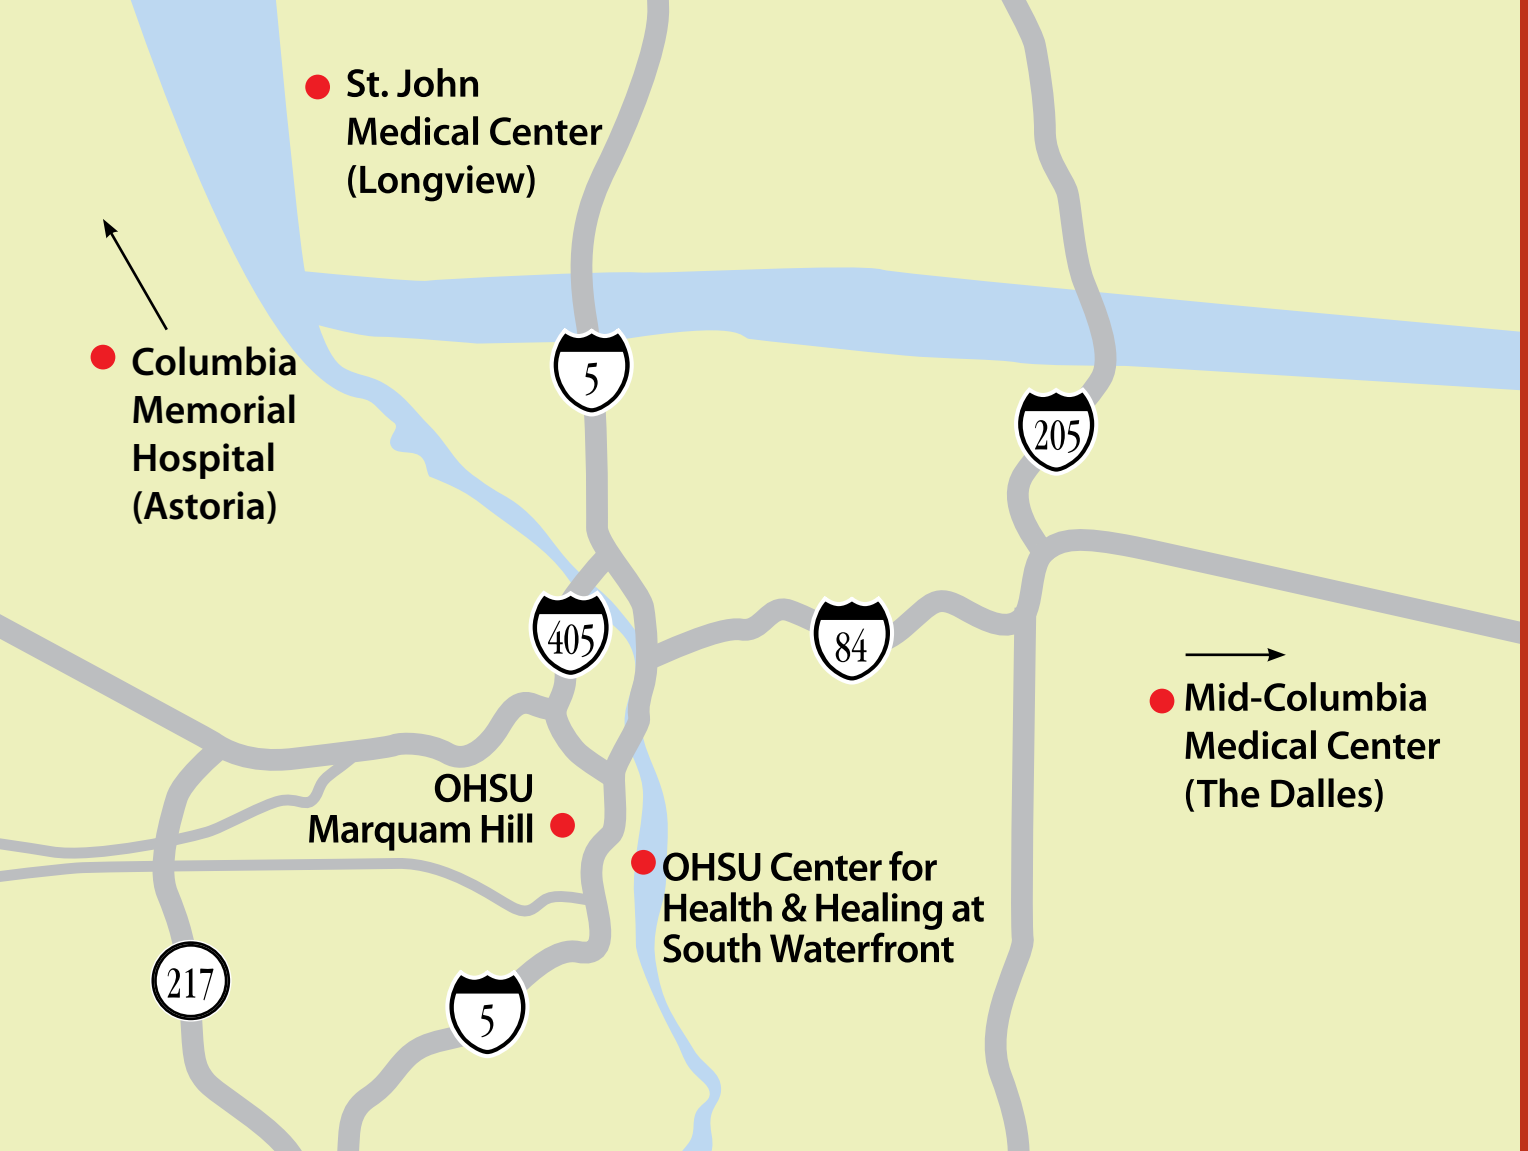 St. John
Medical Center
(Longview)
Columbia
Memorial
Hospital
(Astoria)
5
205
405
84
Mid-Columbia
Medical Center
(The Dalles)
OHSU
Marquam Hill
OHSU Center for
Health & Healing at
South Waterfront
217
5